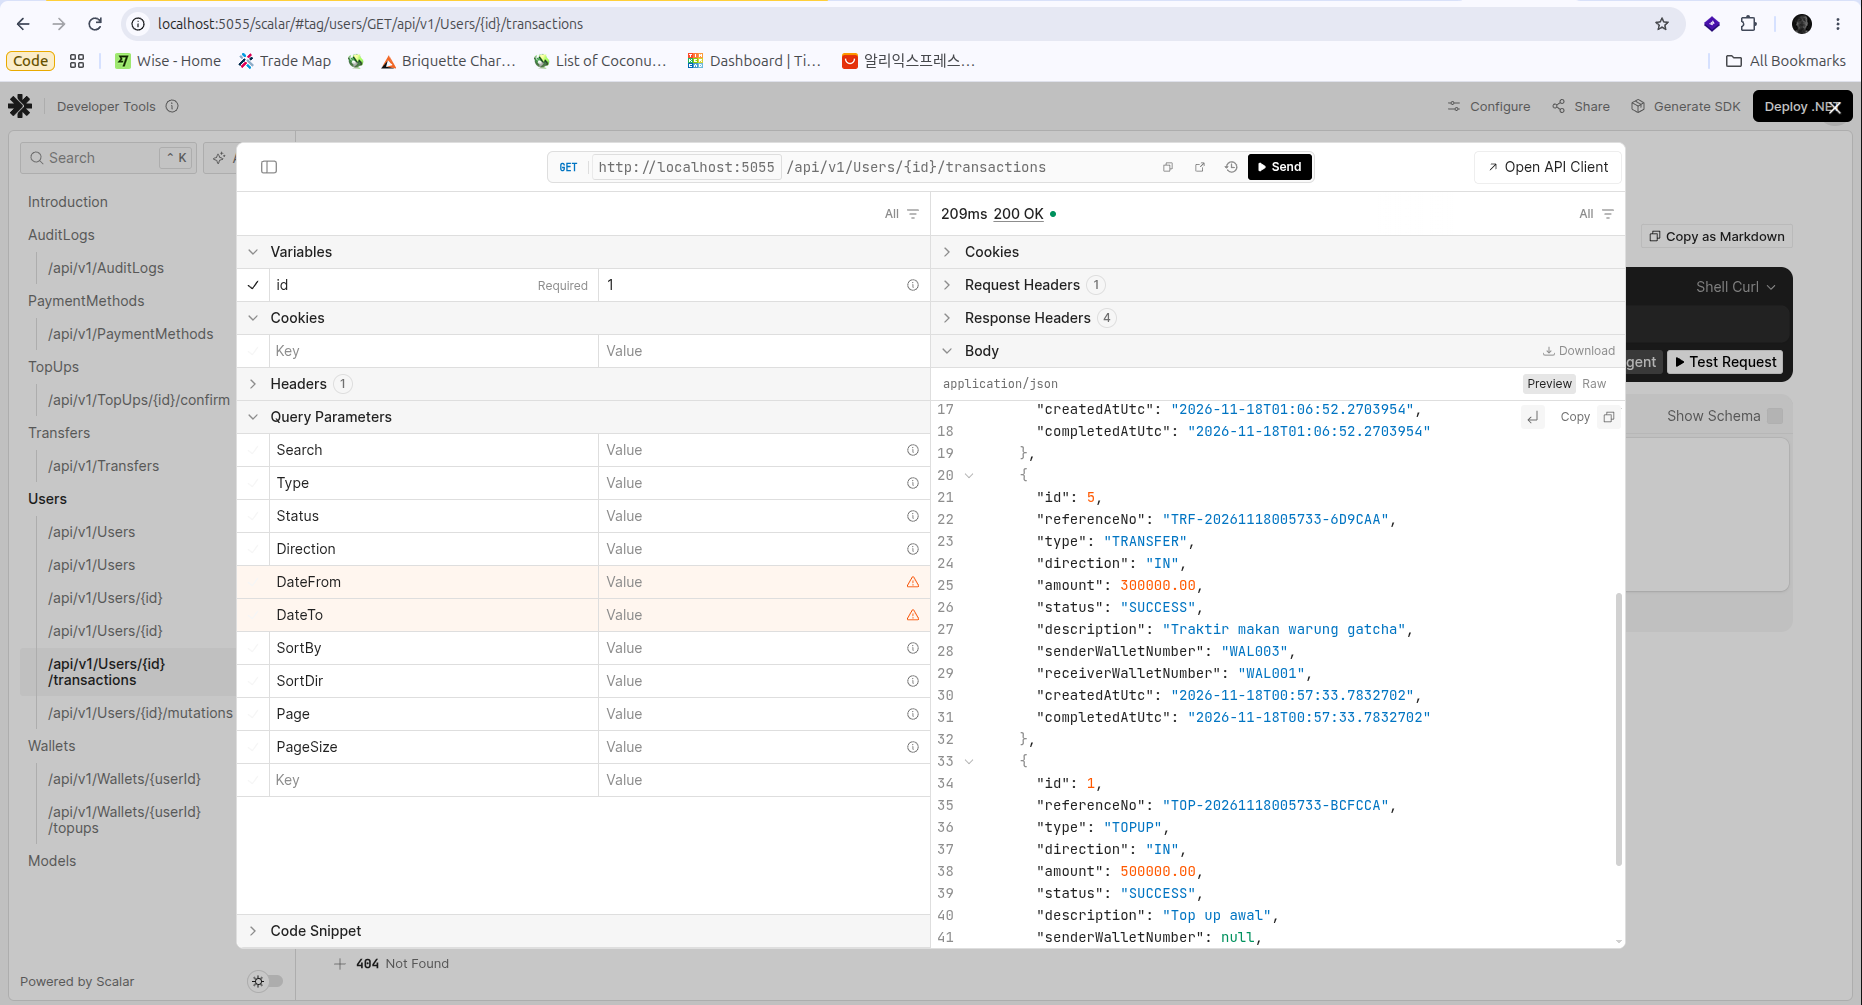 localhost:5055/scalar/#tag/users/GET/api/v1/Users/{id}/transactions
Code
Wise - Home
Trade Map
Briquette Char…
List of Coconu…
Dashboard | Ti…
알리익스프레스…
All Bookmarks
Developer Tools
Configure
Share
Generate SDK
Deploy .NET
Search
⌃ K
Introduction
AuditLogs
/api/v1/AuditLogs
PaymentMethods
/api/v1/PaymentMethods
TopUps
/api/v1/TopUps/{id}/confirm
Transfers
/api/v1/Transfers
Users
/api/v1/Users
/api/v1/Users
/api/v1/Users/{id}
/api/v1/Users/{id}
/api/v1/Users/{id}
/transactions
/api/v1/Users/{id}/mutations
Wallets
/api/v1/Wallets/{userId}
/api/v1/Wallets/{userId}
/topups
Models
Powered by Scalar
GET http://localhost:5055 /api/v1/Users/{id}/transactions
Send
Open API Client
All
Variables
id Required 1
Cookies
Key Value
Headers 1
Query Parameters
Search Value
Type Value
Status Value
Direction Value
DateFrom Value
DateTo Value
SortBy Value
SortDir Value
Page Value
PageSize Value
Key Value
Code Snippet
209ms 200 OK
All
Cookies
Request Headers 1
Response Headers 4
Body
Download
application/json
Preview Raw
Copy
17 "createdAtUtc": "2026-11-18T01:06:52.2703954",
18 "completedAtUtc": "2026-11-18T01:06:52.2703954"
19 },
20 {
21 "id": 5,
22 "referenceNo": "TRF-20261118005733-6D9CAA",
23 "type": "TRANSFER",
24 "direction": "IN",
25 "amount": 300000.00,
26 "status": "SUCCESS",
27 "description": "Traktir makan warung gatcha",
28 "senderWalletNumber": "WAL003",
29 "receiverWalletNumber": "WAL001",
30 "createdAtUtc": "2026-11-18T00:57:33.7832702",
31 "completedAtUtc": "2026-11-18T00:57:33.7832702"
32 },
33 {
34 "id": 1,
35 "referenceNo": "TOP-20261118005733-BCFCCA",
36 "type": "TOPUP",
37 "direction": "IN",
38 "amount": 500000.00,
39 "status": "SUCCESS",
40 "description": "Top up awal",
41 "senderWalletNumber": null,
Copy as Markdown
Shell Curl
gent
Test Request
Show Schema
404 Not Found